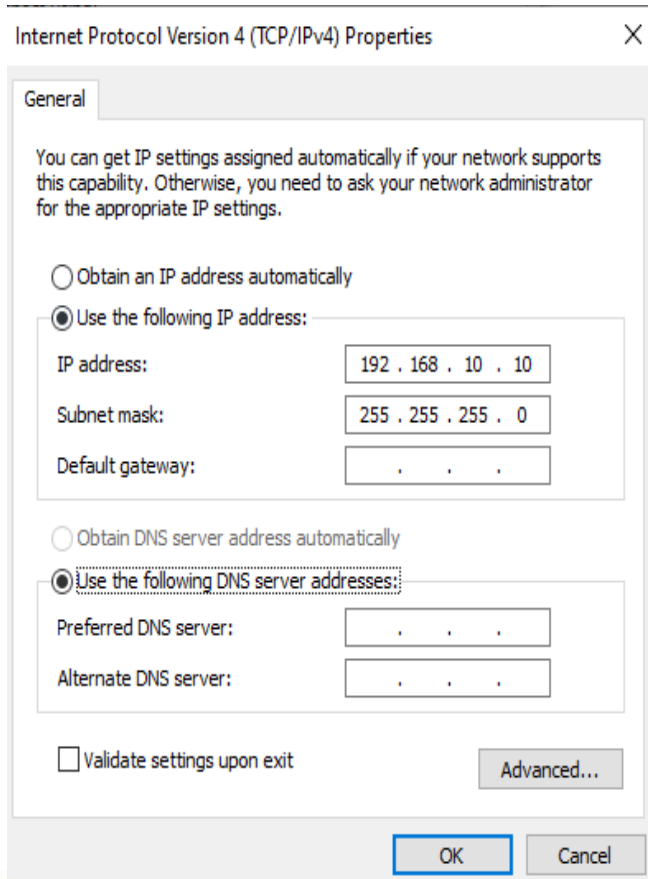 Internet Protocol Version 4 (TCP/IPv4) Properties
General
You can get IP settings assigned automatically if your network supports
this capability. Otherwise, you need to ask your network administrator
for the appropriate IP settings.
Obtain an IP address automatically
Use the following IP address:
IP address: 192 . 168 . 10 . 10
Subnet mask: 255 . 255 . 255 . 0
Default gateway: . . .
Obtain DNS server address automatically
Use the following DNS server addresses:
Preferred DNS server: . . .
Alternate DNS server: . . .
Validate settings upon exit
Advanced...
OK Cancel